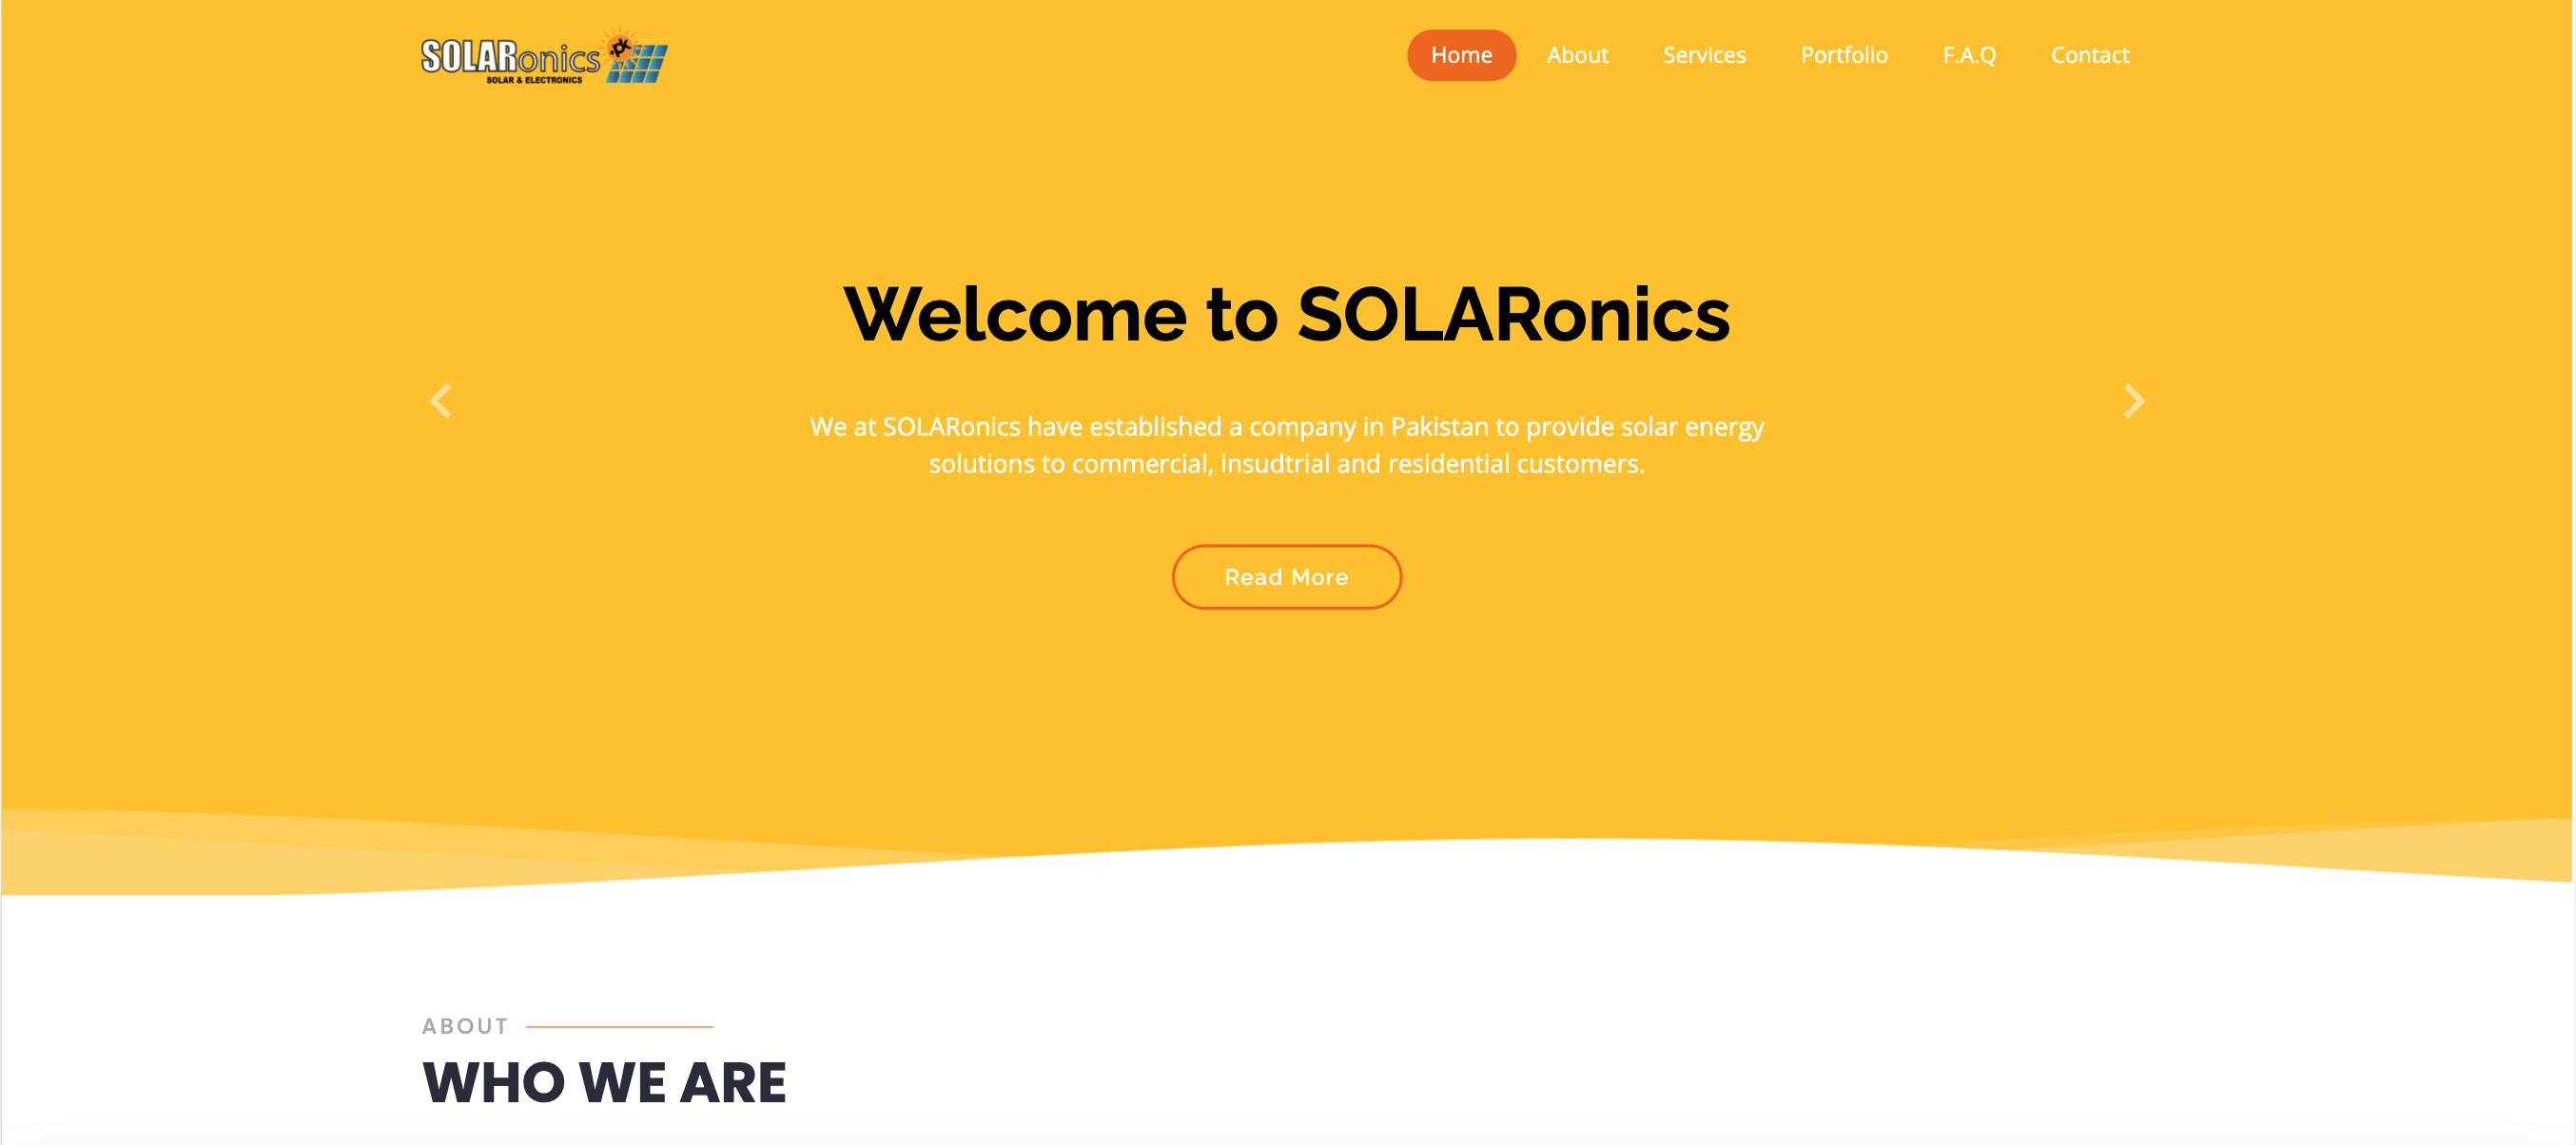 SOLARonics
.PK
SOLAR & ELECTRONICS
Home
About
Services
Portfolio
F.A.Q
Contact
Welcome to SOLARonics
We at SOLARonics have established a company in Pakistan to provide solar energy
solutions to commercial, insudtrial and residential customers.
Read More
ABOUT
WHO WE ARE